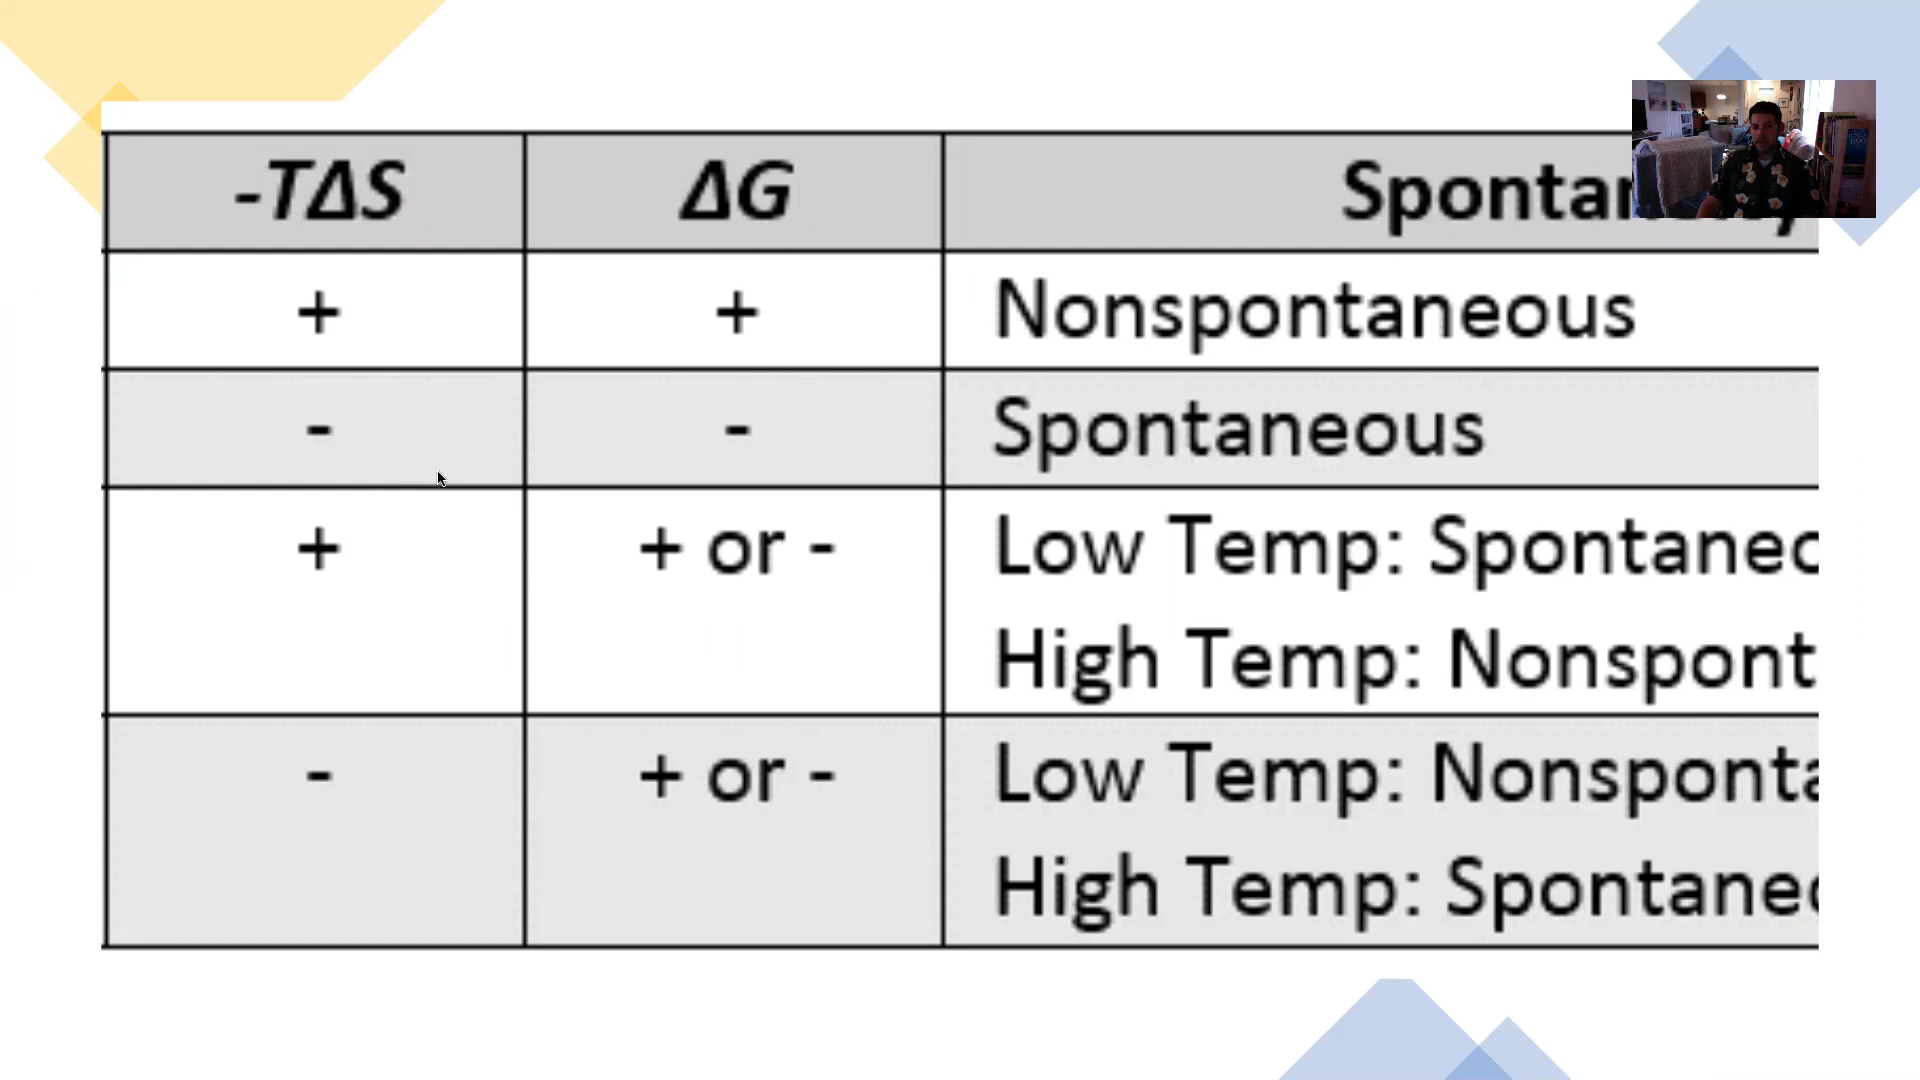 -TΔS ΔG
+ + Nonspontaneous
- - Spontaneous
+ + or - Low Temp:
High Temp:
- + or - Low Temp:
High Temp: